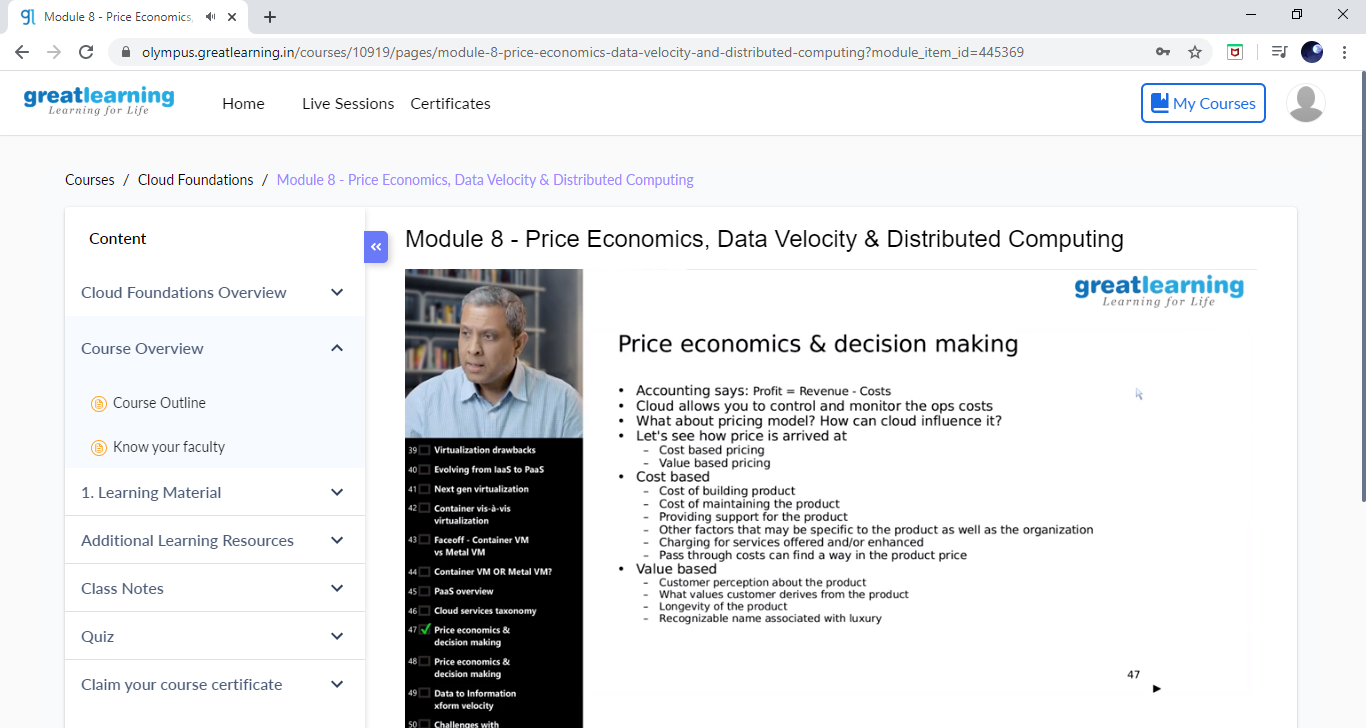 Module 8 - Price Economics,
olympus.greatlearning.in/courses/10919/pages/module-8-price-economics-data-velocity-and-distributed-computing?module_item_id=445369
greatlearning
Learning for Life
Home
Live Sessions
Certificates
My Courses
Courses / Cloud Foundations / Module 8 - Price Economics, Data Velocity & Distributed Computing
Content
Cloud Foundations Overview
Course Overview
Course Outline
Know your faculty
1. Learning Material
Additional Learning Resources
Class Notes
Quiz
Claim your course certificate
«
Module 8 - Price Economics, Data Velocity & Distributed Computing
39 Virtualization drawbacks
40 Evolving from IaaS to PaaS
41 Next gen virtualization
42 Container vis-à-vis
virtualization
43 Faceoff - Container VM
vs Metal VM
44 Container VM OR Metal VM?
45 PaaS overview
46 Cloud services taxonomy
47 Price economics &
decision making
48 Price economics &
decision making
49 Data to Information
xform velocity
50 Challenges with
greatlearning
Learning for Life
Price economics & decision making
• Accounting says: Profit = Revenue - Costs
• Cloud allows you to control and monitor the ops costs
• What about pricing model? How can cloud influence it?
• Let's see how price is arrived at
- Cost based pricing
- Value based pricing
• Cost based
- Cost of building product
- Cost of maintaining the product
- Providing support for the product
- Other factors that may be specific to the product as well as the organization
- Charging for services offered and/or enhanced
- Pass through costs can find a way in the product price
• Value based
- Customer perception about the product
- What values customer derives from the product
- Longevity of the product
- Recognizable name associated with luxury
47